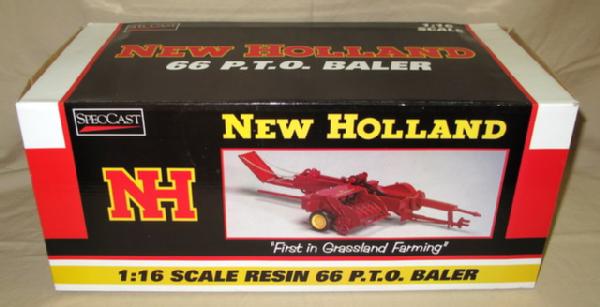 SPECCAST
1/16
SCALE
NEW HOLLAND
66 P.T.O. BALER
SPECCAST
NEW HOLLAND
NH
"First in Grassland Farming"
1:16 SCALE RESIN 66 P.T.O. BALER